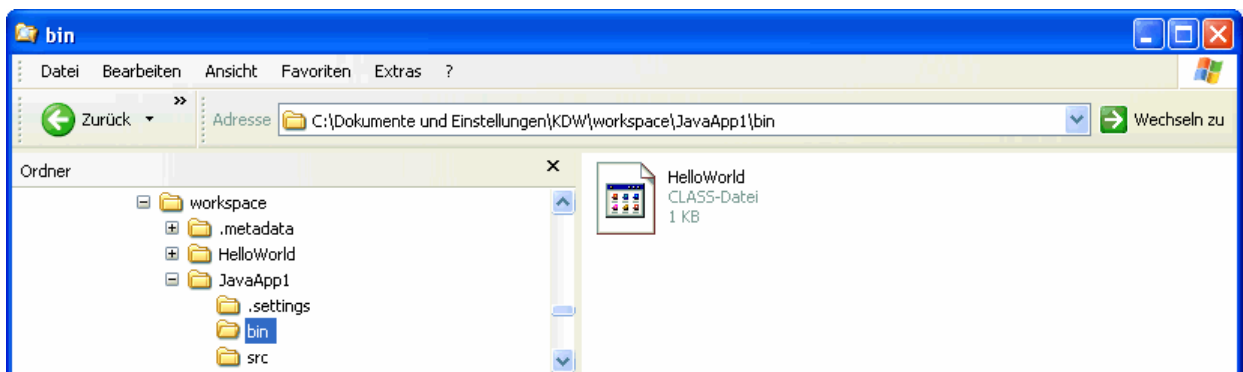 bin
Datei Bearbeiten Ansicht Favoriten Extras ?
Zurück » Adresse C:\Dokumente und Einstellungen\KDW\workspace\JavaApp1\bin Wechseln zu
Ordner
workspace
.metadata
HelloWorld
JavaApp1
.settings
bin
src
HelloWorld
CLASS-Datei
1 KB